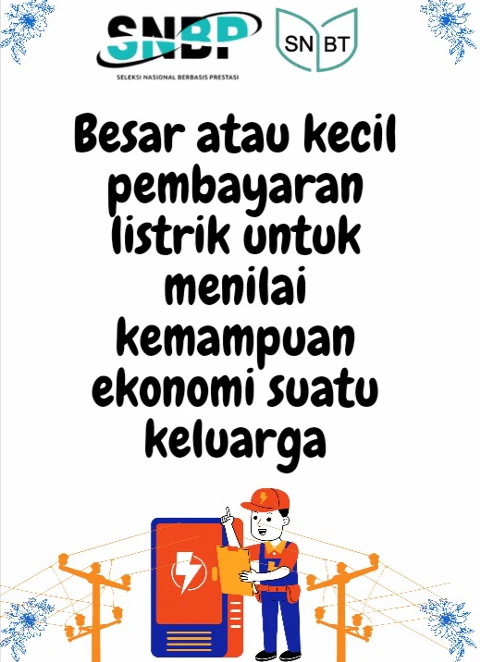 SNBP
SELEKSI NASIONAL BERBASIS PRESTASI
SN BT
Besar atau kecil
pembayaran
listrik untuk
menilai
kemampuan
ekonomi suatu
keluarga